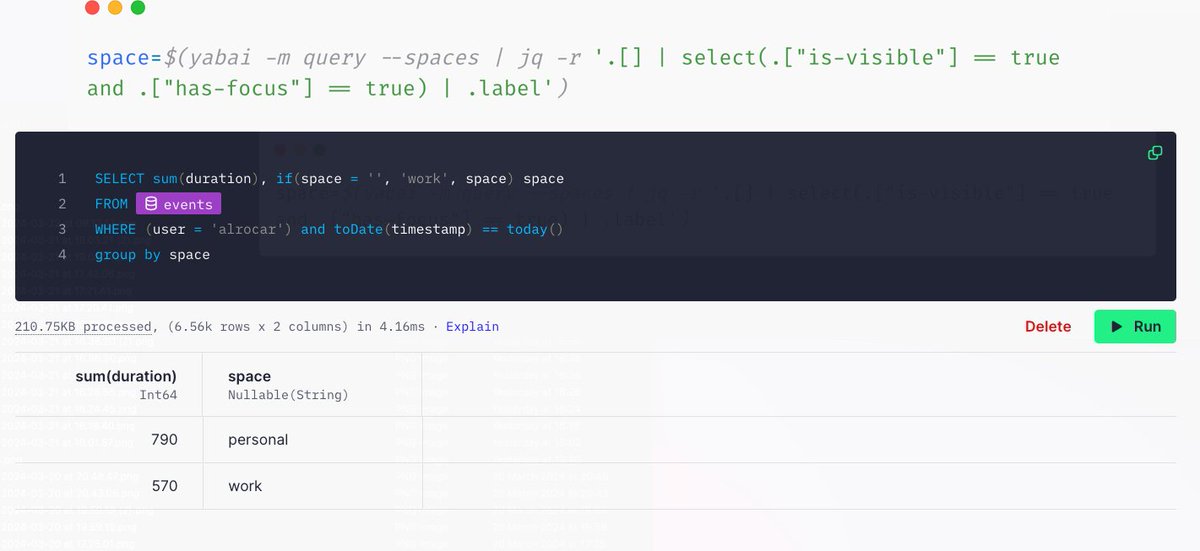 space=$(yabai -m query --spaces | jq -r '.[] | select(.["is-visible"] == true
and .["has-focus"] == true) | .label')
1 SELECT sum(duration), if(space = '', 'work', space) space
2 FROM events
3 WHERE (user = 'alrocar') and toDate(timestamp) == today()
4 group by space
210.75KB processed, (6.56k rows x 2 columns) in 4.16ms · Explain
Delete
Run
sum(duration) space
Int64 Nullable(String)
790 personal
570 work